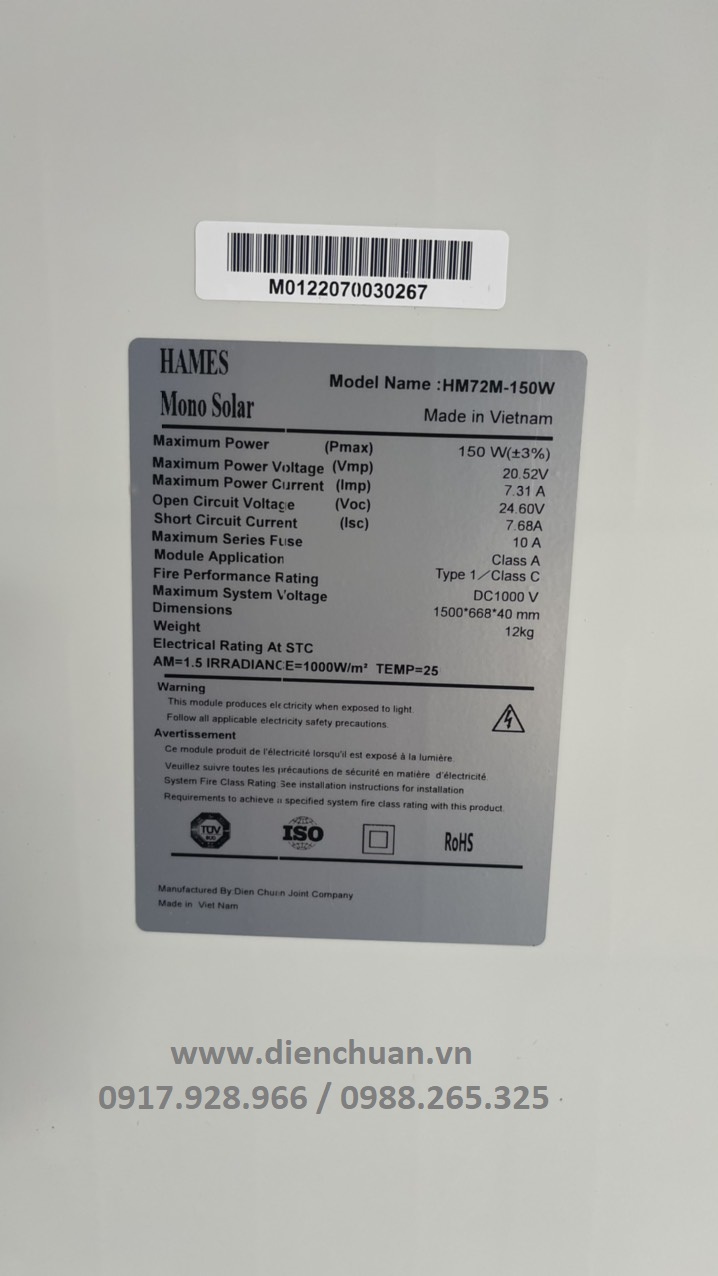 M0122070030267
HAMES
Mono Solar
Model Name :HM72M-150W
Made in Vietnam
Maximum Power (Pmax) 150 W(±3%)
Maximum Power Voltage (Vmp) 20.52V
Maximum Power Current (Imp) 7.31 A
Open Circuit Voltage (Voc) 24.60V
Short Circuit Current (Isc) 7.68A
Maximum Series Fuse 10 A
Module Application Class A
Fire Performance Rating Type 1/Class C
Maximum System Voltage DC1000 V
Dimensions 1500*668*40 mm
Weight 12kg
Electrical Rating At STC
AM=1.5 IRRADIANCE=1000W/m² TEMP=25
Warning
This module produces electricity when exposed to light
Follow all applicable electricity safety precautions.
Avertissement
Ce module produit de l'électricité lorsqu'il est exposé à la lumière
Veuillez suivre toutes les précautions de sécurité en matière d'électricité
System Fire Class Rating: See installation instructions for installation
Requirements to achieve a specified system fire class rating with this product.
TÜV ISO RoHS
Manufactured By:Dien Chuan Joint Company
Made in Viet Nam
www.dienchuan.vn
0917.928.966 / 0988.265.325